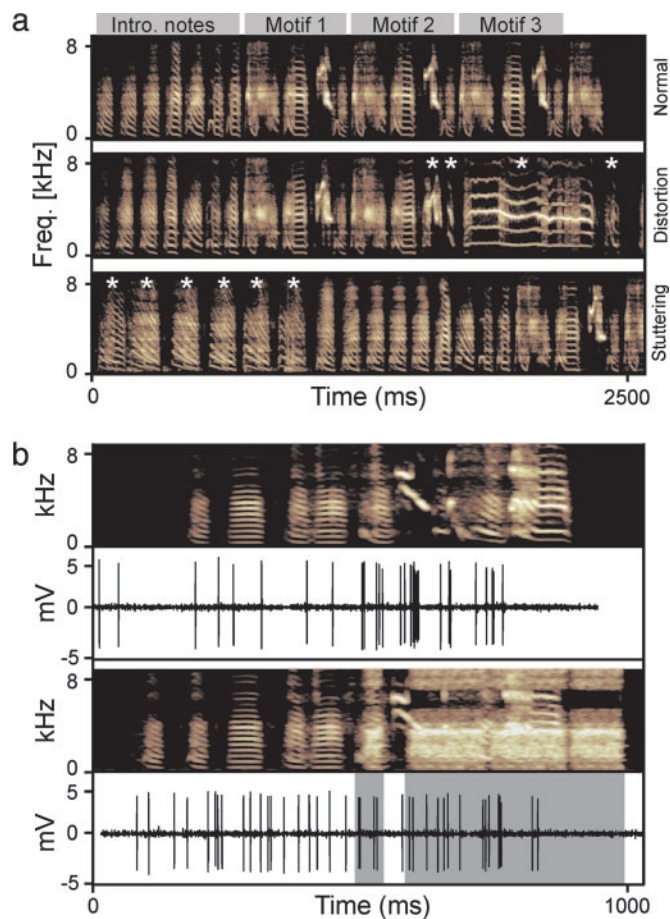 a
Intro. notes Motif 1 Motif 2 Motif 3
8
0
Normal
Freq. [kHz]
* * * *
8
0
Distortion
* * * * * *
8
0
Stuttering
0 Time (ms) 2500
b
8
kHz
0
5
mV
0
-5
8
kHz
0
5
mV
0
-5
0 Time (ms) 1000